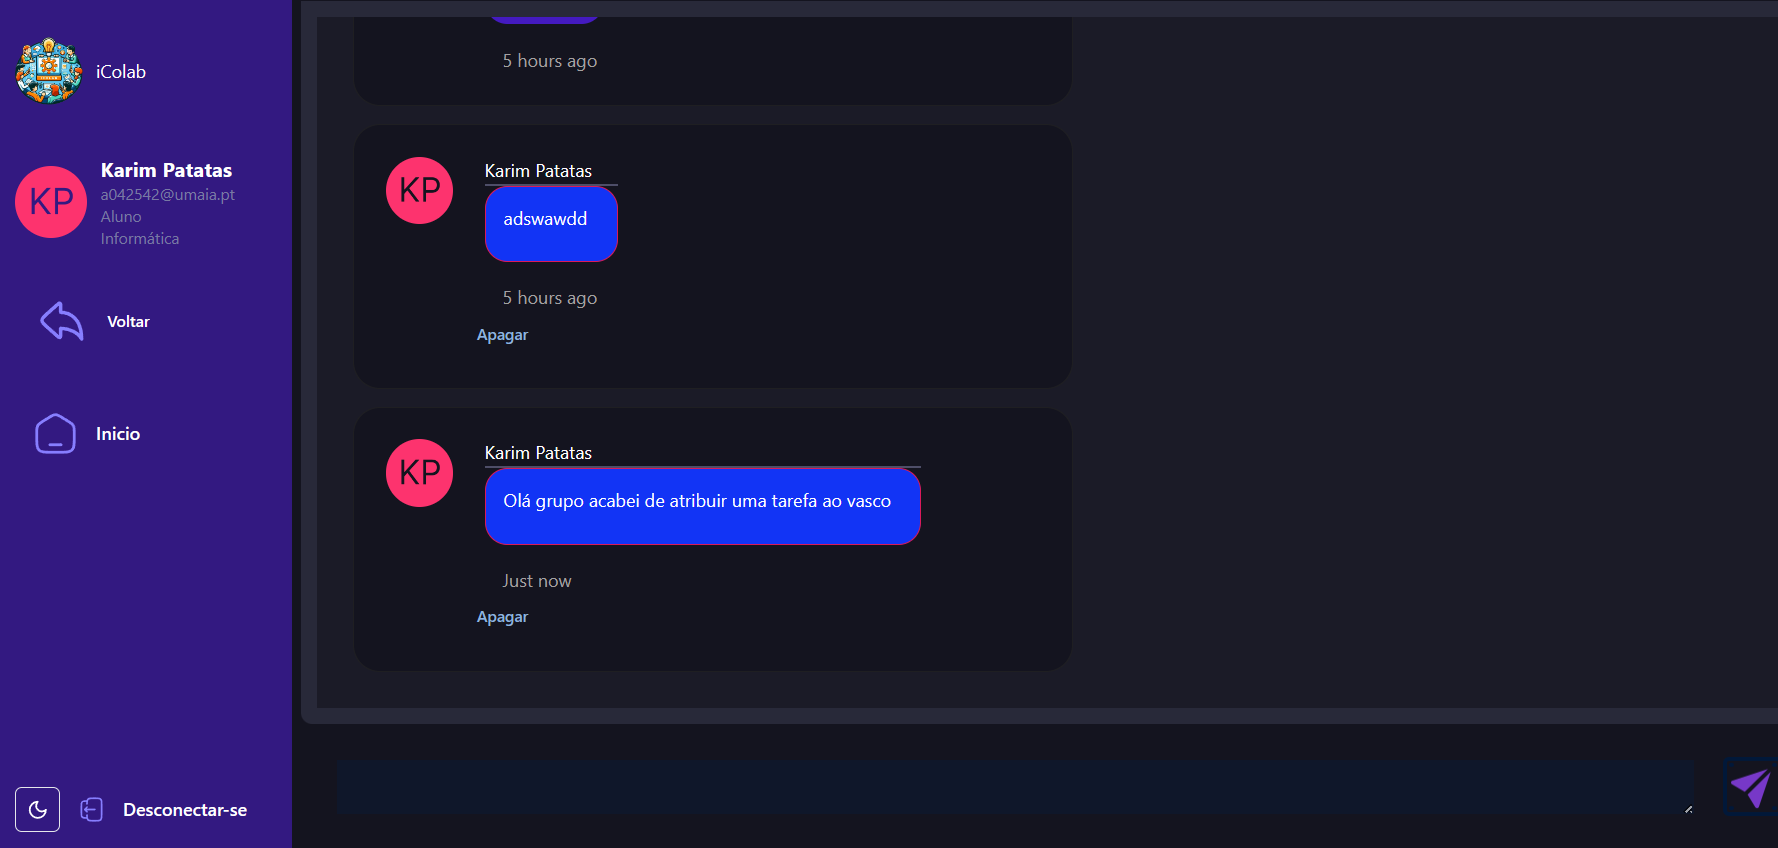 iColab
KP
Karim Patatas
a042542@umaia.pt
Aluno
Informática
Voltar
Inicio
Desconectar-se
5 hours ago
KP
Karim Patatas
adswawdd
5 hours ago
Apagar
KP
Karim Patatas
Olá grupo acabei de atribuir uma tarefa ao vasco
Just now
Apagar